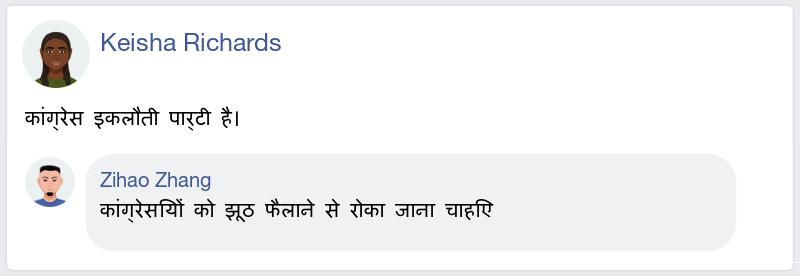 Keisha Richards
कांग्रेस इकलौती पार्टी है।
Zihao Zhang
कांग्रेसियों को झूठ फैलाने से रोका जाना चाहिए